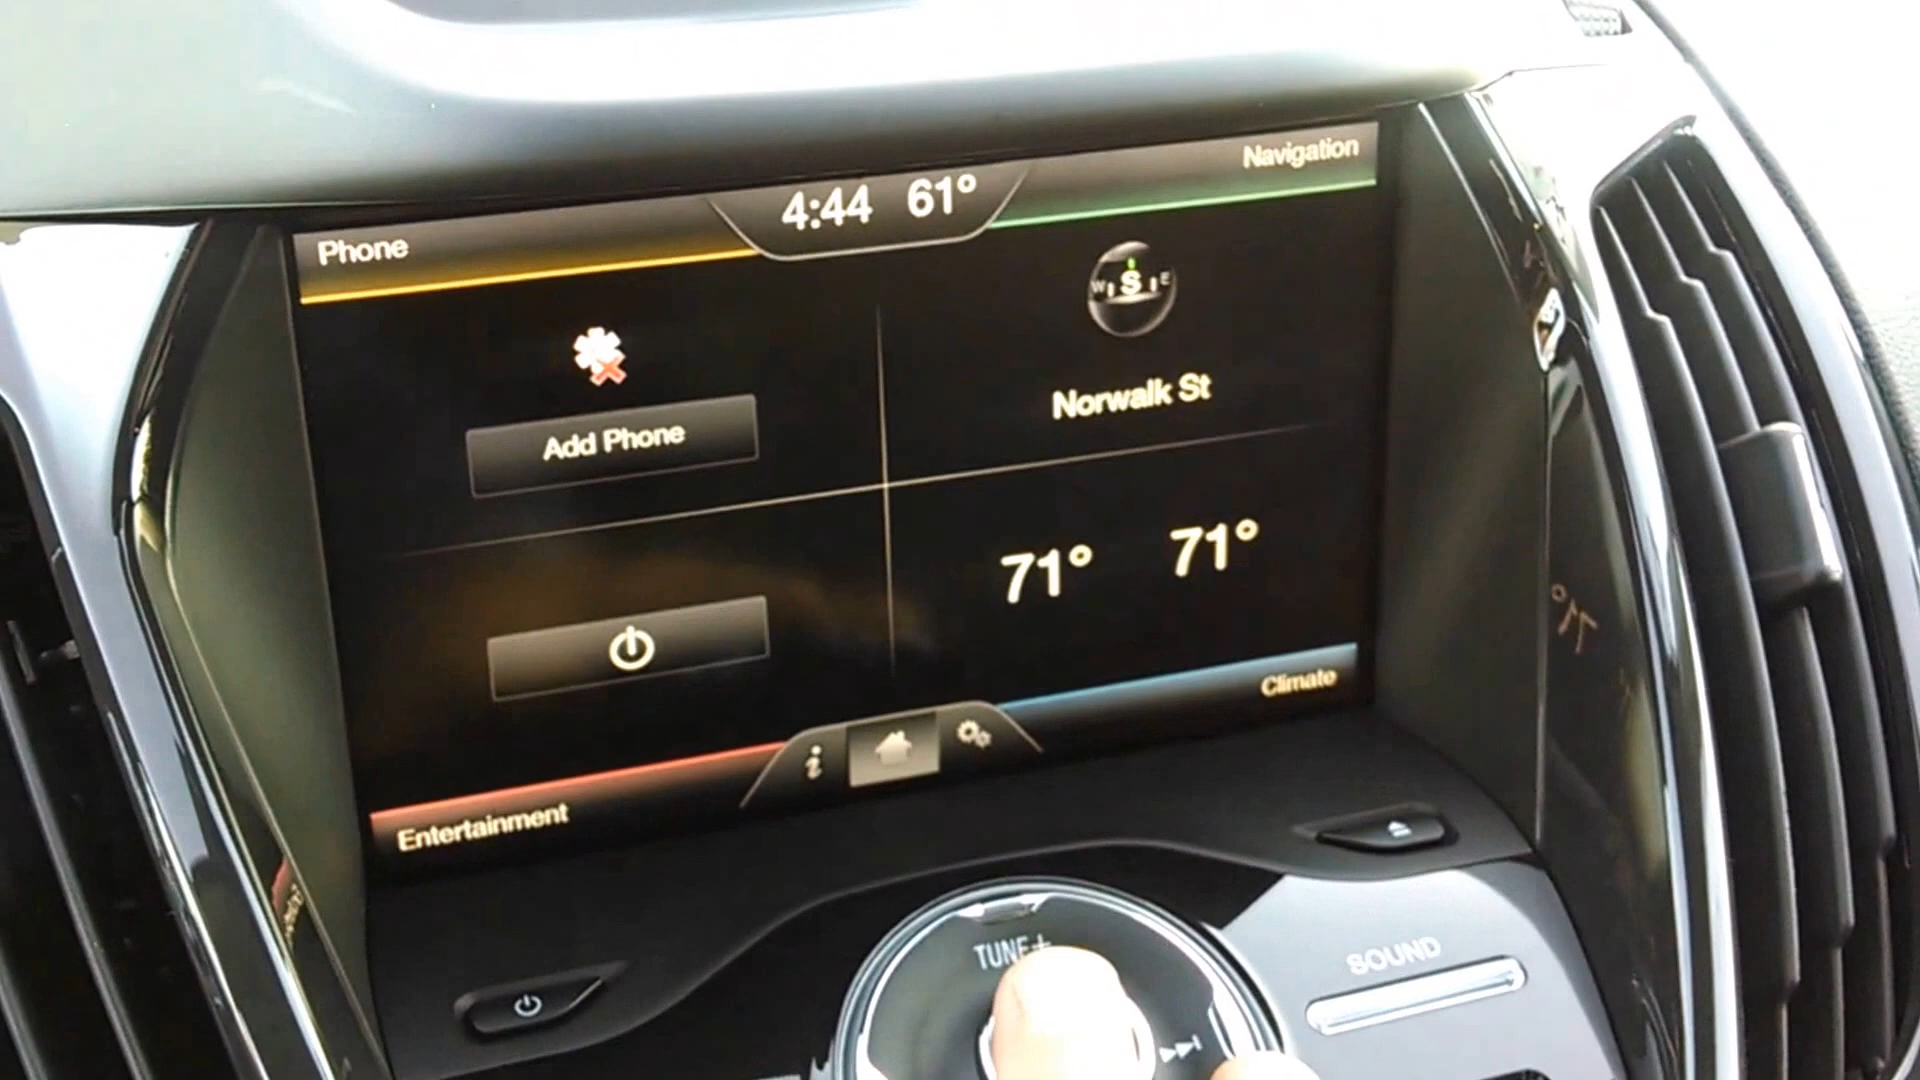 Phone
4:44 61°
Navigation
W S E
Add Phone
Norwalk St
71° 71°
Entertainment
i
Climate
TUNE+
SOUND